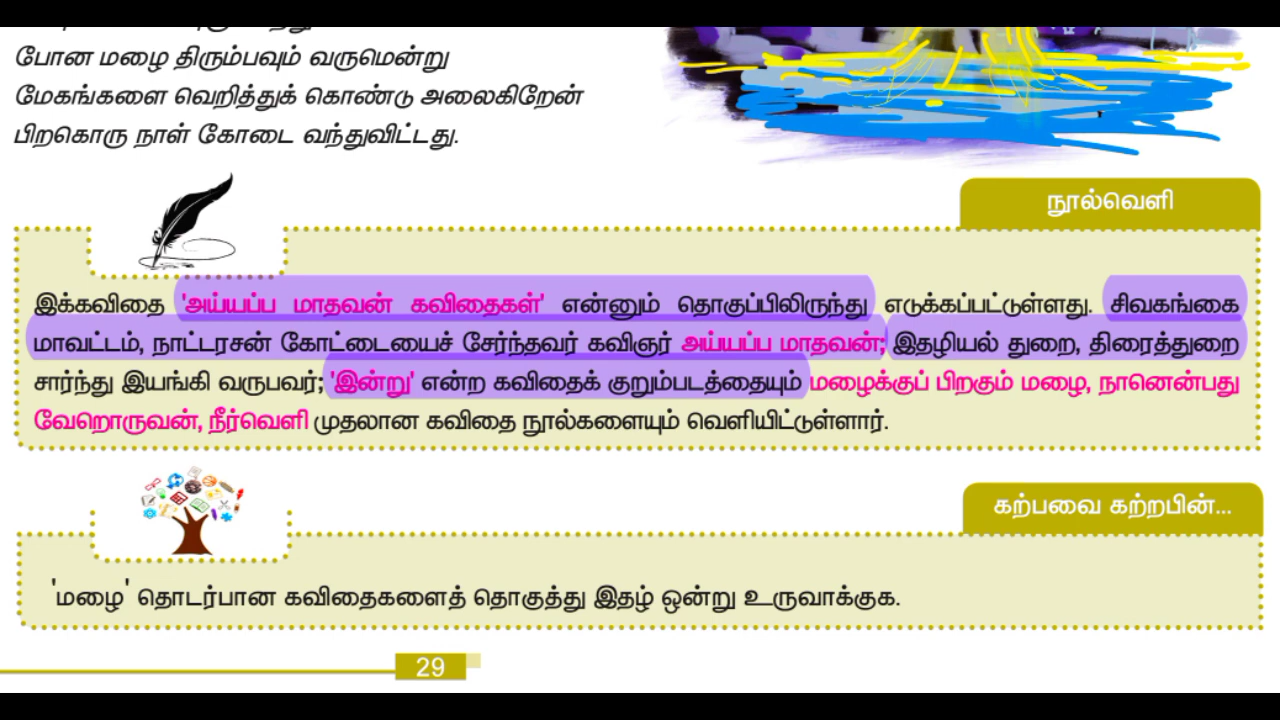 போன மழை திரும்பவும் வருமென்று
மேகங்களை வெறித்துக் கொண்டு அலைகிறேன்
பிறகொரு நாள் கோடை வந்துவிட்டது.
நூல்வெளி
இக்கவிதை 'அய்யப்ப மாதவன் கவிதைகள்' என்னும் தொகுப்பிலிருந்து எடுக்கப்பட்டுள்ளது. சிவகங்கை
மாவட்டம், நாட்டரசன் கோட்டையைச் சேர்ந்தவர் கவிஞர் அய்யப்ப மாதவன்; இதழியல் துறை, திரைத்துறை
சார்ந்து இயங்கி வருபவர்; 'இன்று' என்ற கவிதைக் குறும்படத்தையும் மழைக்குப் பிறகும் மழை, நானென்பது
வேறொருவன், நீர்வெளி முதலான கவிதை நூல்களையும் வெளியிட்டுள்ளார்.
கற்பவை கற்றபின்...
'மழை' தொடர்பான கவிதைகளைத் தொகுத்து இதழ் ஒன்று உருவாக்குக.
29